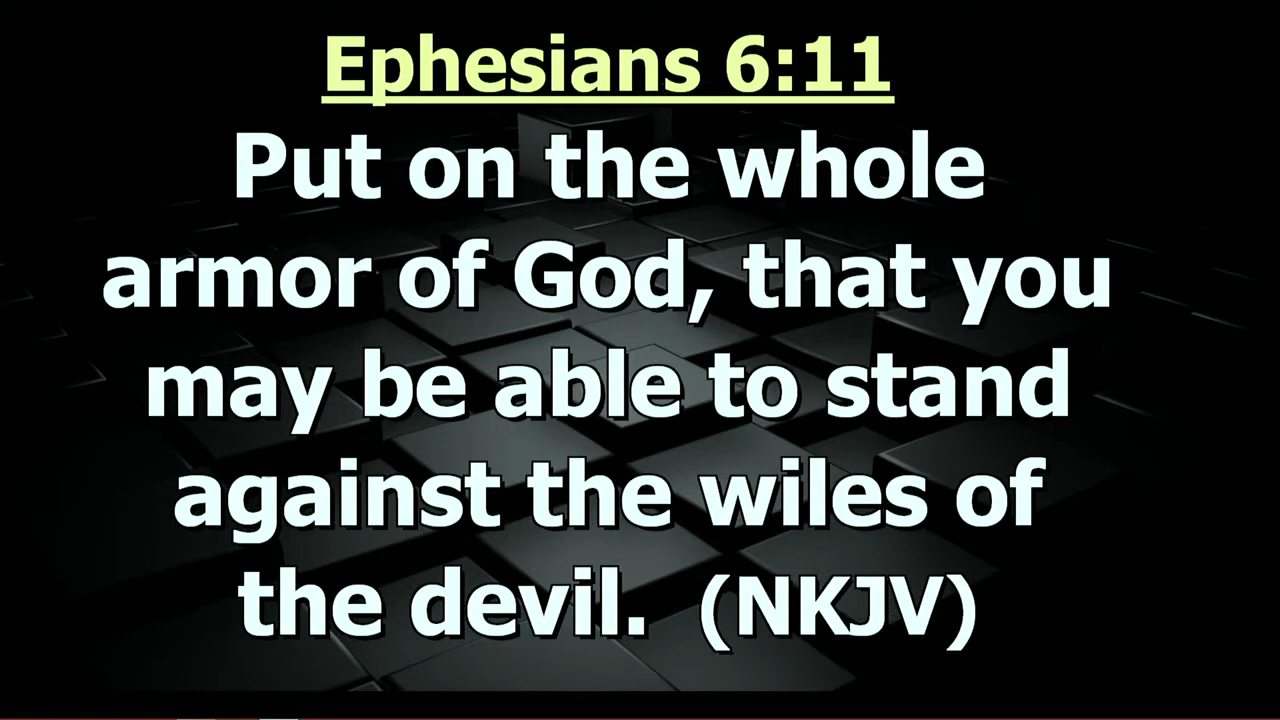 Ephesians 6:11
Put on the whole
armor of God, that you
may be able to stand
against the wiles of
the devil.  (NKJV)